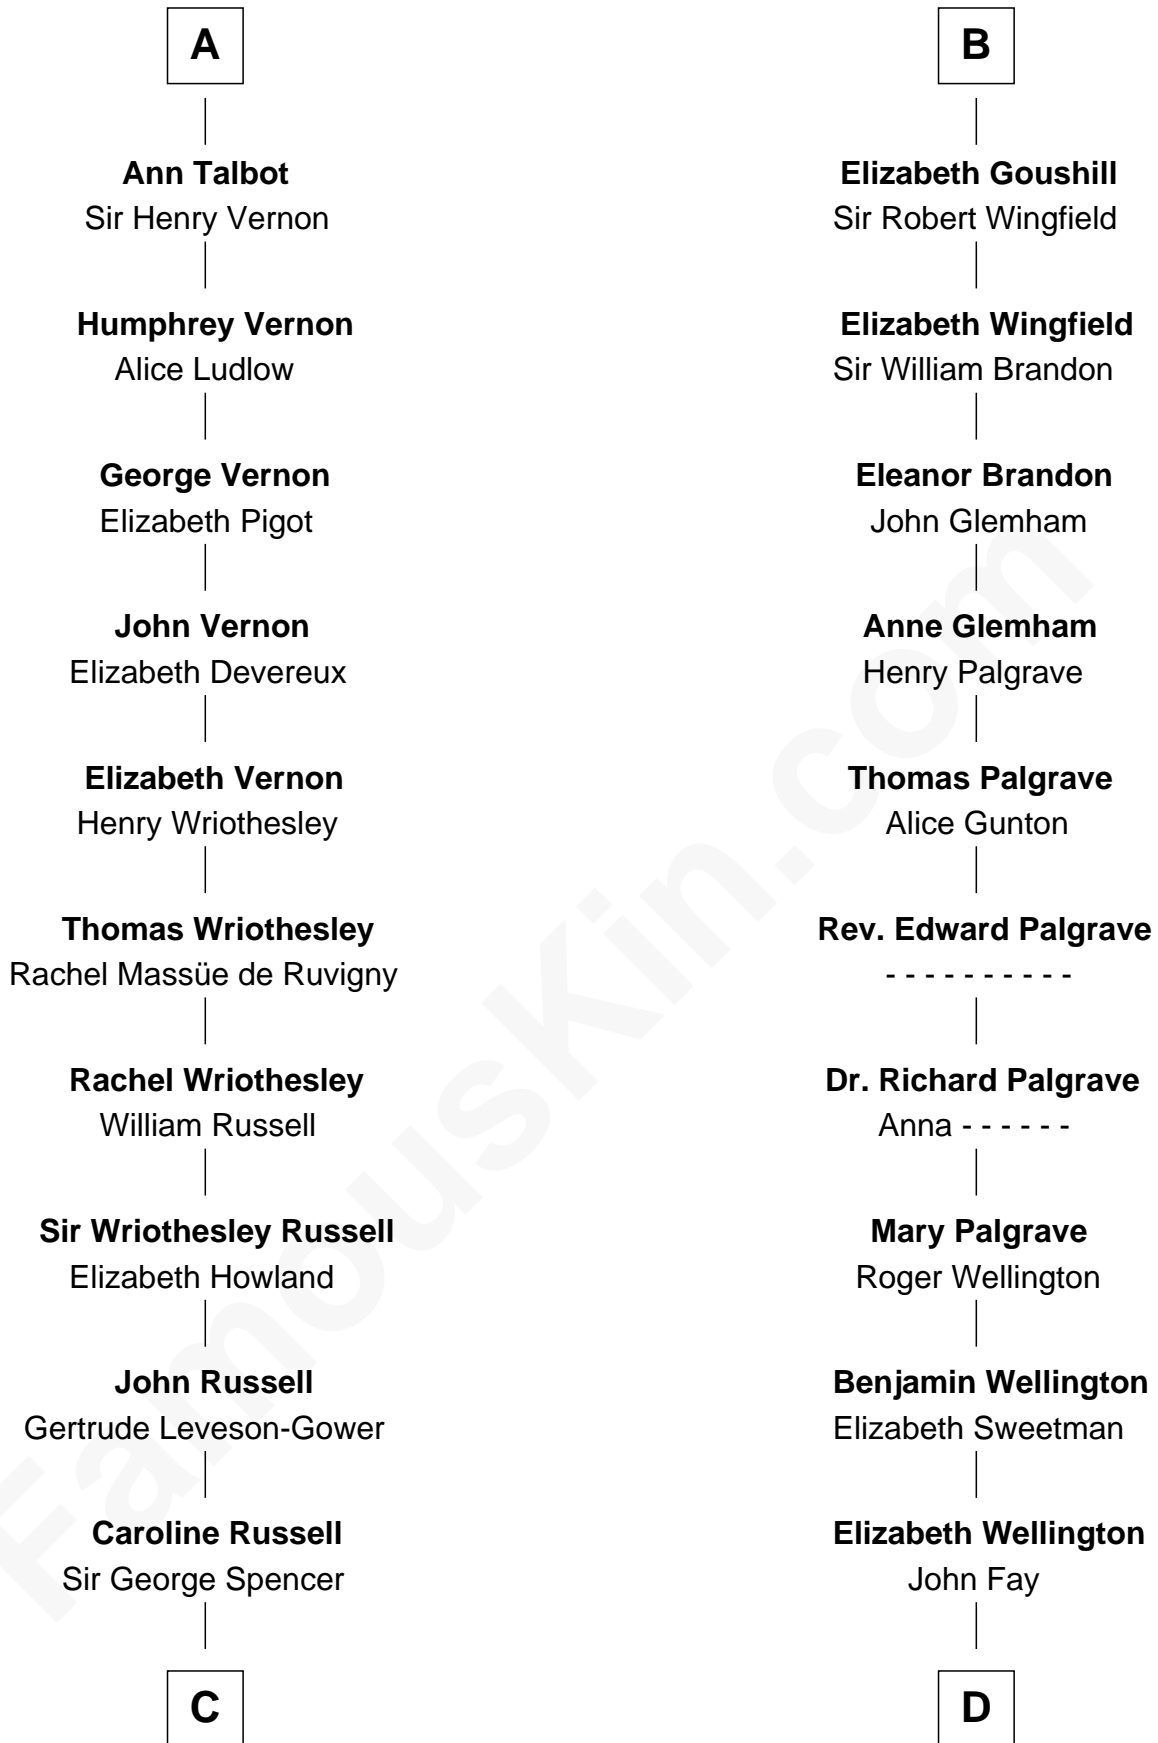 A
Ann Talbot
Sir Henry Vernon
Humphrey Vernon
Alice Ludlow
George Vernon
Elizabeth Pigot
John Vernon
Elizabeth Devereux
Elizabeth Vernon
Henry Wriothesley
Thomas Wriothesley
Rachel Massüe de Ruvigny
Rachel Wriothesley
William Russell
Sir Wriothesley Russell
Elizabeth Howland
John Russell
Gertrude Leveson-Gower
Caroline Russell
Sir George Spencer
C
B
Elizabeth Goushill
Sir Robert Wingfield
Elizabeth Wingfield
Sir William Brandon
Eleanor Brandon
John Glemham
Anne Glemham
Henry Palgrave
Thomas Palgrave
Alice Gunton
Rev. Edward Palgrave
- - - - - - - - - -
Dr. Richard Palgrave
Anna - - - - - -
Mary Palgrave
Roger Wellington
Benjamin Wellington
Elizabeth Sweetman
Elizabeth Wellington
John Fay
D
FamousKin.com